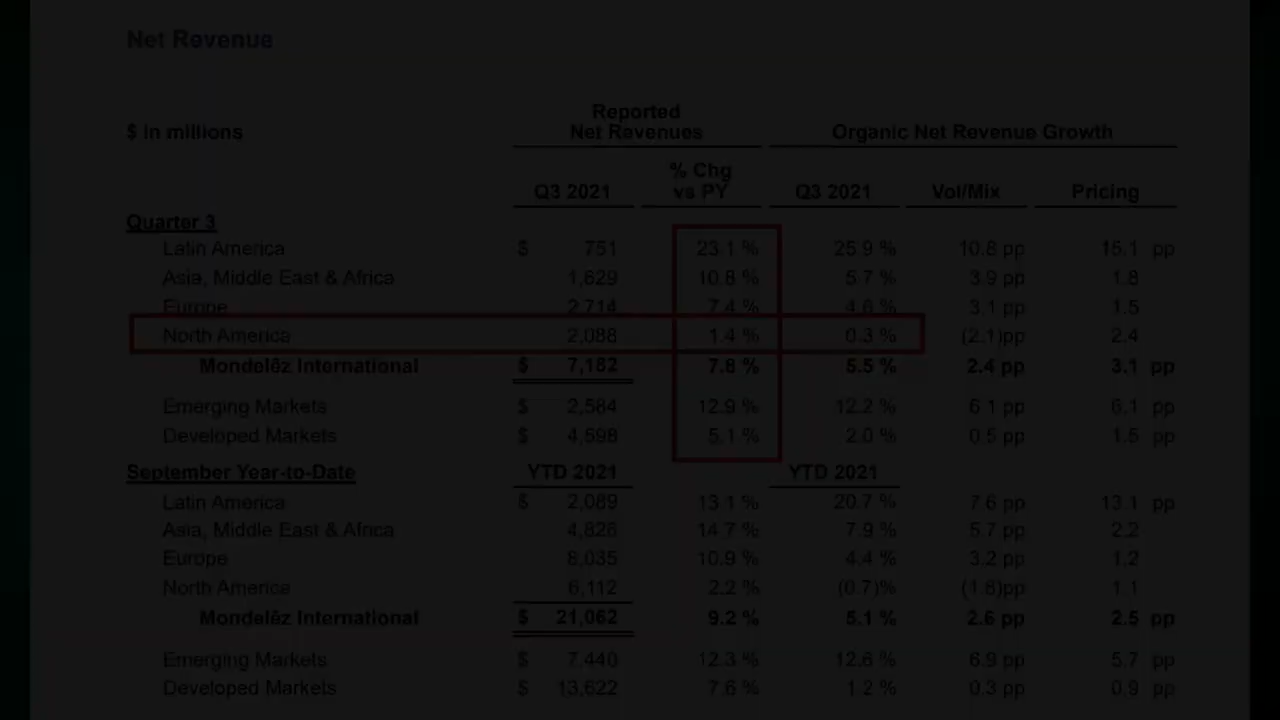 Net Revenue
Reported
$ in millions Net Revenues Organic Net Revenue Growth
% Chg
Q3 2021 vs PY Q3 2021 Vol/Mix Pricing
Quarter 3
Latin America $ 751 23.1 % 25.9 % 10.8 pp 15.1 pp
Asia, Middle East & Africa 1,629 10.8 % 5.7 % 3.9 pp 1.8
Europe 2,714 7.4 % 4.6 % 3.1 pp 1.5
North America 2,088 1.4 % 0.3 % (2.1)pp 2.4
Mondelēz International $ 7,182 7.8 % 5.5 % 2.4 pp 3.1 pp
Emerging Markets $ 2,584 12.9 % 12.2 % 6.1 pp 6.1 pp
Developed Markets $ 4,598 5.1 % 2.0 % 0.5 pp 1.5 pp
September Year-to-Date YTD 2021 YTD 2021
Latin America $ 2,089 13.1 % 20.7 % 7.6 pp 13.1 pp
Asia, Middle East & Africa 4,826 14.7 % 7.9 % 5.7 pp 2.2
Europe 8,035 10.9 % 4.4 % 3.2 pp 1.2
North America 6,112 2.2 % (0.7)% (1.8)pp 1.1
Mondelēz International $ 21,062 9.2 % 5.1 % 2.6 pp 2.5 pp
Emerging Markets $ 7,440 12.3 % 12.6 % 6.9 pp 5.7 pp
Developed Markets $ 13,622 7.6 % 1.2 % 0.3 pp 0.9 pp